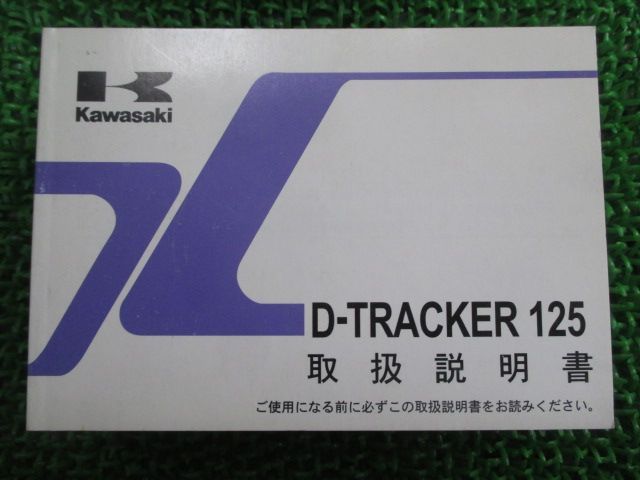 Kawasaki
D-TRACKER 125
取扱説明書
ご使用になる前に必ずこの取扱説明書をお読みください。